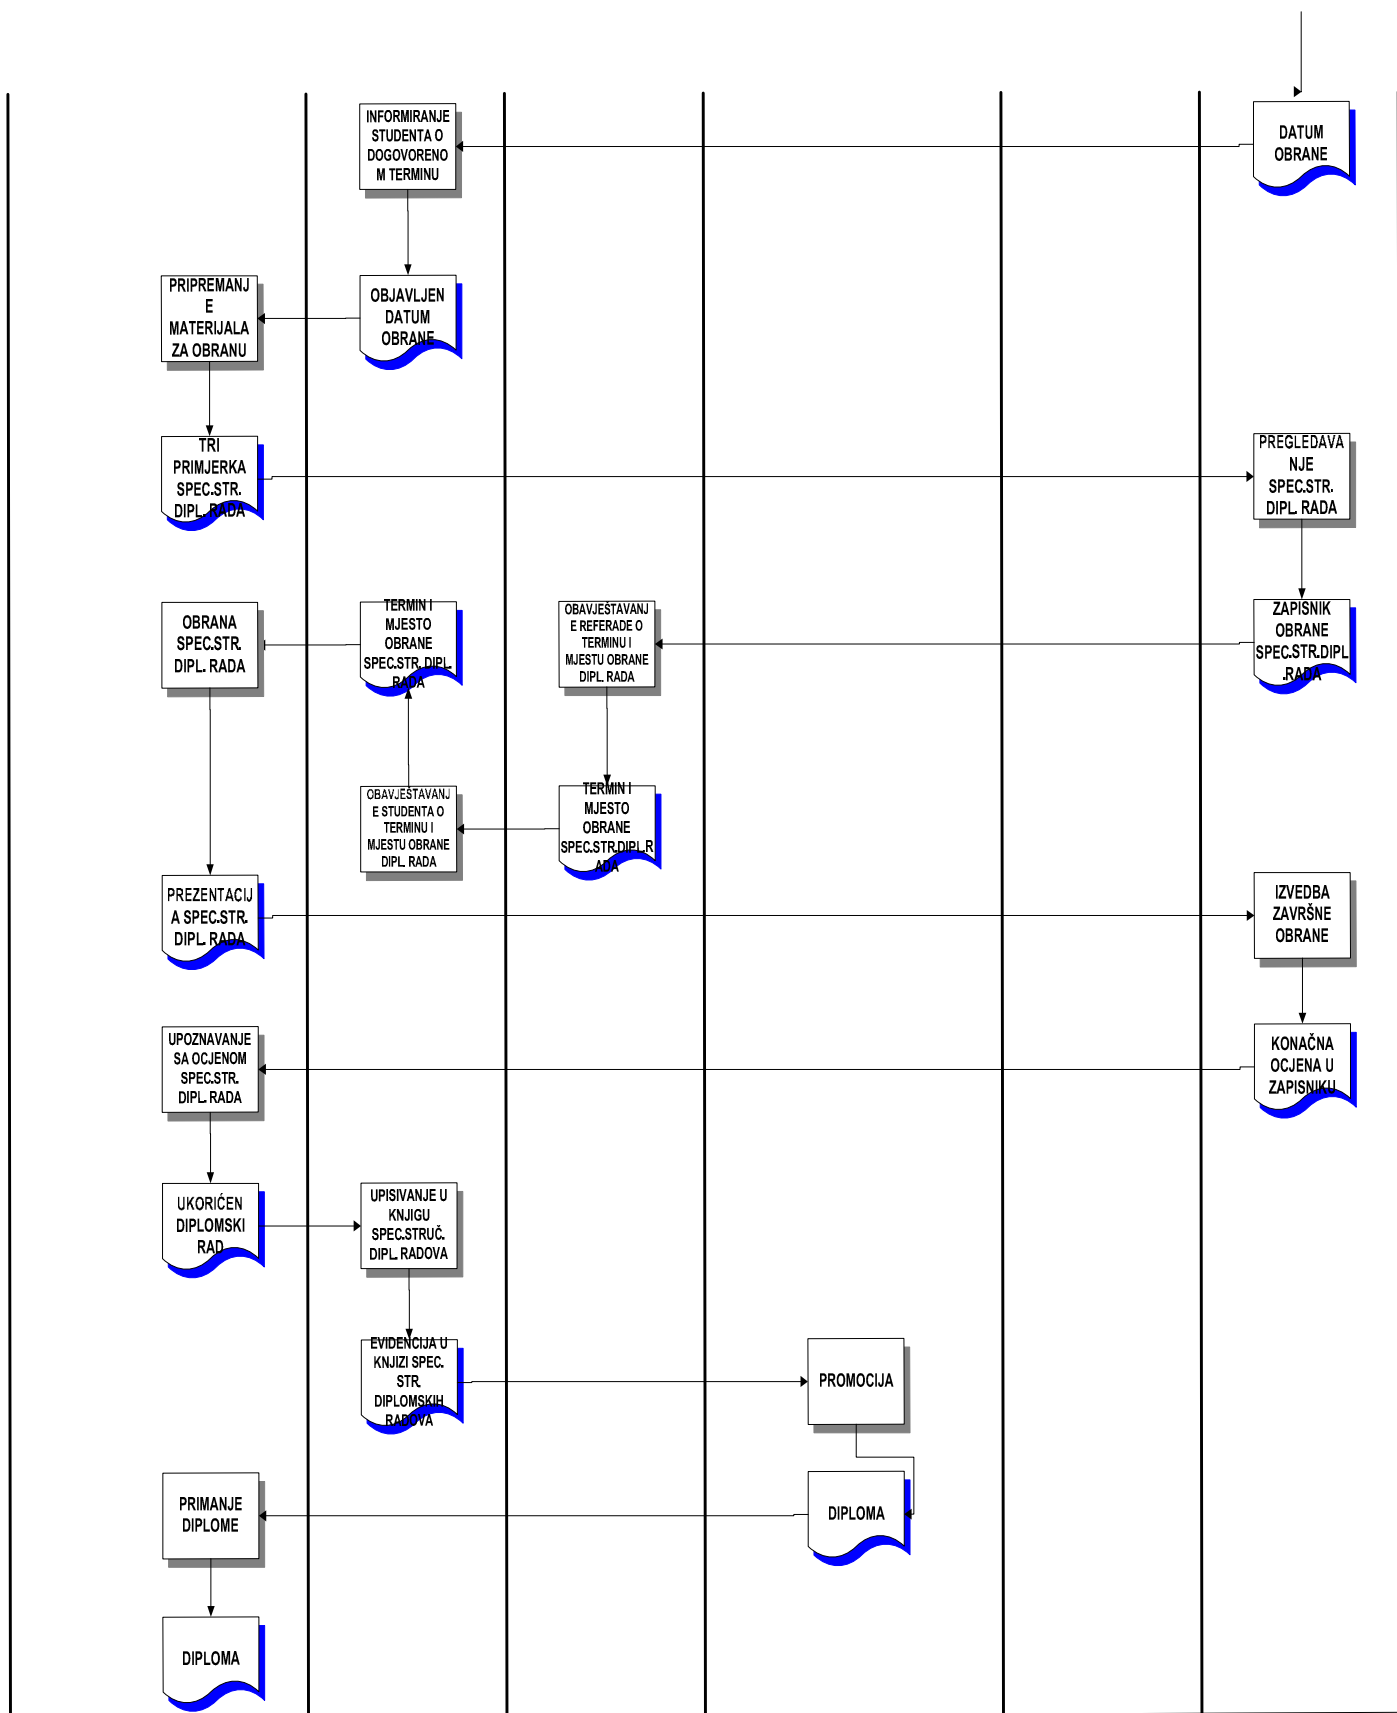 INFORMIRANJE
STUDENTA O
DOGOVORENO
M TERMINU
DATUM
OBRANE
PRIPREMANJ
E
MATERIJALA
ZA OBRANU
OBJAVLJEN
DATUM
OBRANE
TRI
PRIMJERKA
SPEC.STR.
DIPL. RADA
PREGLEDAVA
NJE
SPEC.STR.
DIPL. RADA
OBRANA
SPEC.STR.
DIPL. RADA
TERMIN I
MJESTO
OBRANE
SPEC.STR.DIPL.
RADA
OBAVJEŠTAVANJ
E REFERADE O
TERMINU I
MJESTU OBRANE
DIPL. RADA
ZAPISNIK
OBRANE
SPEC.STR.DIPL
.RADA
OBAVJEŠTAVANJ
E STUDENTA O
TERMINU I
MJESTU OBRANE
DIPL. RADA
TERMIN I
MJESTO
OBRANE
SPEC.STR.DIPL.R
ADA
PREZENTACIJ
A SPEC.STR.
DIPL. RADA
IZVEDBA
ZAVRŠNE
OBRANE
UPOZNAVANJE
SA OCJENOM
SPEC.STR.
DIPL. RADA
KONAČNA
OCJENA U
ZAPISNIKU
UKORIĆEN
DIPLOMSKI
RAD
UPISIVANJE U
KNJIGU
SPEC.STRUČ.
DIPL. RADOVA
EVIDENCIJA U
KNJIZI SPEC.
STR.
DIPLOMSKIH
RADOVA
PROMOCIJA
PRIMANJE
DIPLOME
DIPLOMA
DIPLOMA